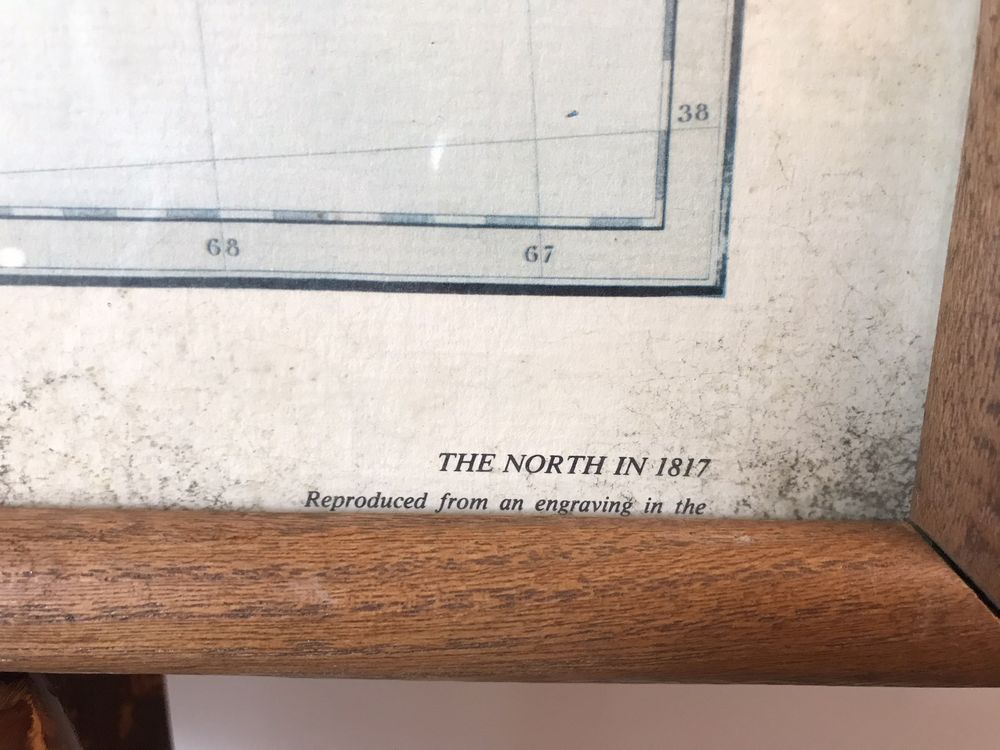 38
68 67
THE NORTH IN 1817
Reproduced from an engraving in the